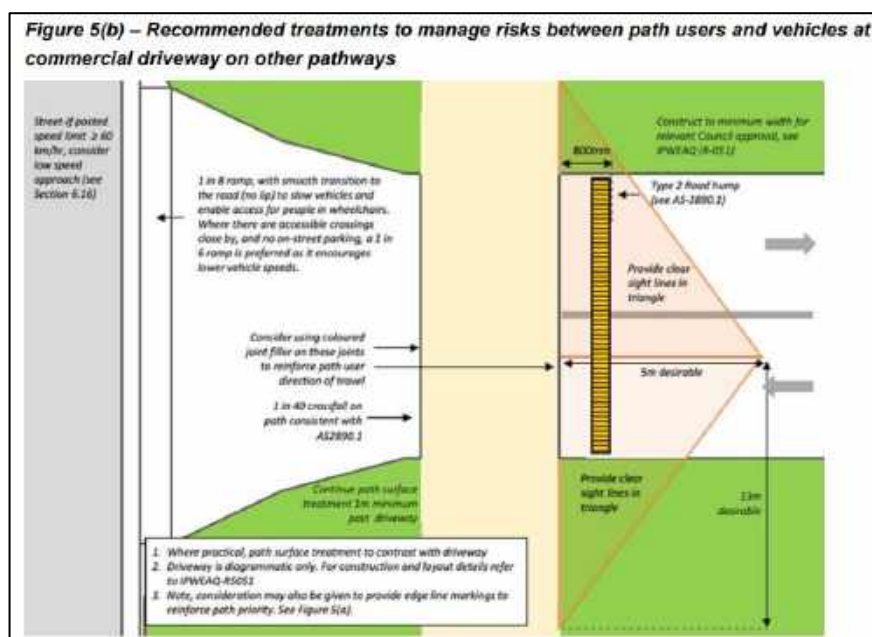 Figure 5(b) – Recommended treatments to manage risks between path users and vehicles at
commercial driveway on other pathways
Street-if posted
speed limit ≥ 60
km/hr, consider
low speed
approach (see
Section 6.16)
1 in 8 ramp, with smooth transition to
the road (no lip) to slow vehicles and
enable access for people in wheelchairs.
Where there are accessible crossings
close by, and no on-street parking, a 1 in
6 ramp is preferred as it encourages
lower vehicle speeds.
Consider using coloured
joint filler on these joints
to reinforce path user
direction of travel
1 in 40 crossfall on
path consistent with
AS2890.1
Continue path surface
treatment 1m minimum
past driveway
800mm
Construct to minimum width for
relevant Council approval, see
IPWEAQ (R-051)
Type 2 Road hump
(see AS-2890.1)
Provide clear
sight lines in
triangle
5m desirable
Provide clear
sight lines in
triangle
13m
desirable
1. Where practical, path surface treatment to contrast with driveway
2. Driveway is diagrammatic only. For construction and layout details refer
to IPWEAQ-RS051
3. Note, consideration may also be given to provide edge line markings to
reinforce path priority. See Figure 5(a).